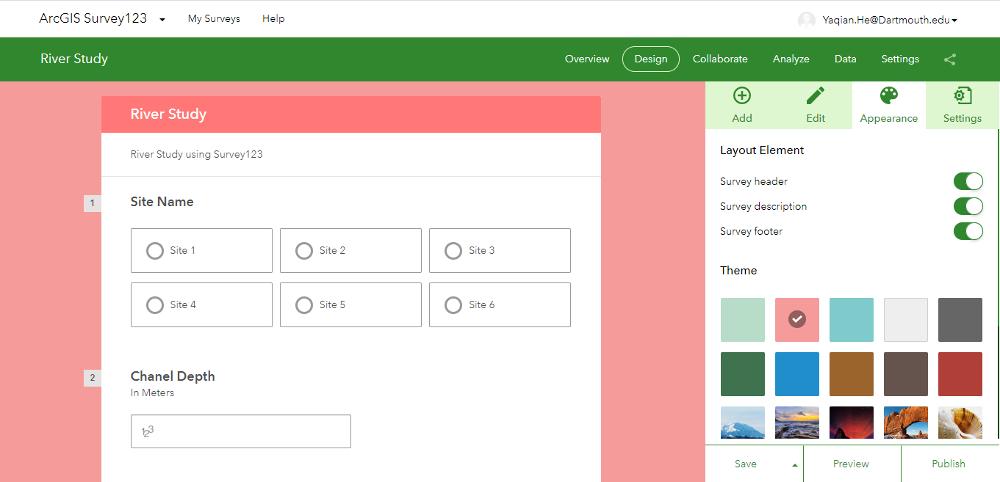 ArcGIS Survey123 My Surveys Help Yaqian.He@Dartmouth.edu
River Study Overview Design Collaborate Analyze Data Settings
River Study
River Study using Survey123
1 Site Name
Site 1 Site 2 Site 3
Site 4 Site 5 Site 6
2 Chanel Depth
In Meters
123
Add Edit Appearance Settings
Layout Element
Survey header
Survey description
Survey footer
Theme
Save Preview Publish